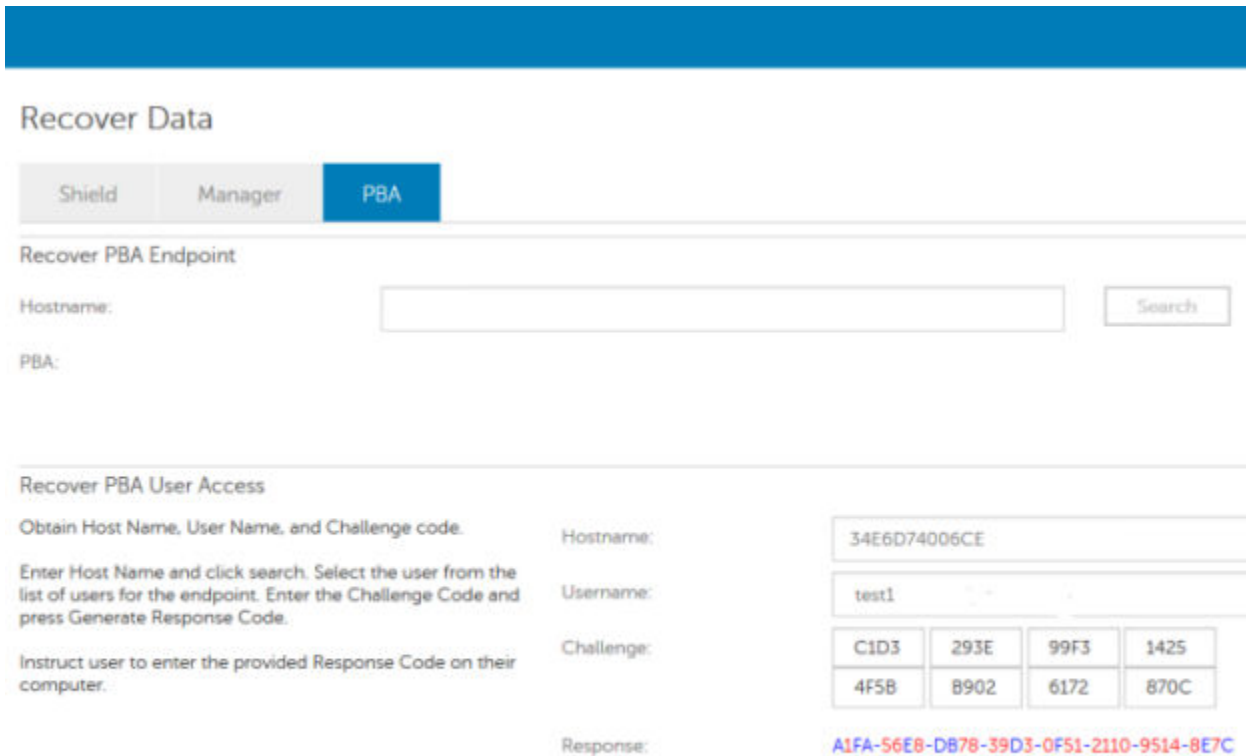 Recover Data
Shield Manager PBA
Recover PBA Endpoint
Hostname:
Search
PBA:
Recover PBA User Access
Obtain Host Name, User Name, and Challenge code.
Enter Host Name and click search. Select the user from the
list of users for the endpoint. Enter the Challenge Code and
press Generate Response Code.
Instruct user to enter the provided Response Code on their
computer.
Hostname: 34E6D74006CE
Username: test1
Challenge: C1D3 293E 99F3 1425
4F5B B902 6172 870C
Response: A1FA-56E8-DB78-39D3-0F51-2110-9514-8E7C